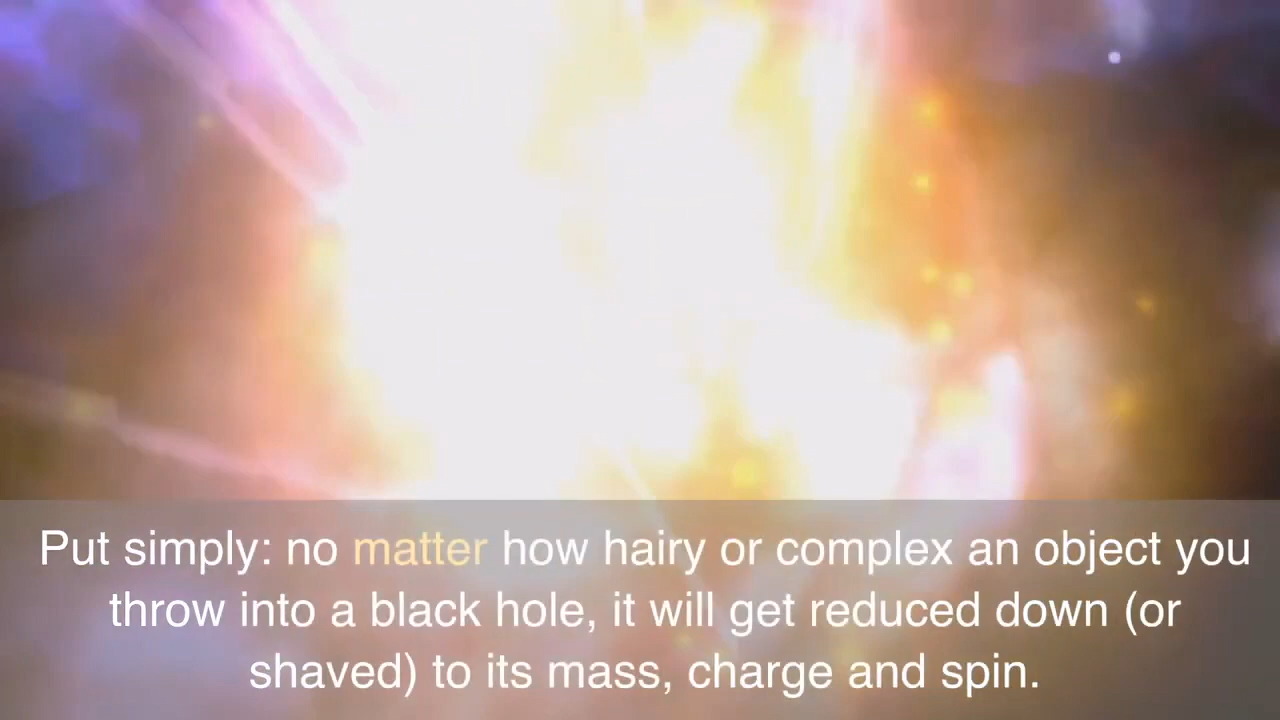 Put simply: no matter how hairy or complex an object you
throw into a black hole, it will get reduced down (or
shaved) to its mass, charge and spin.